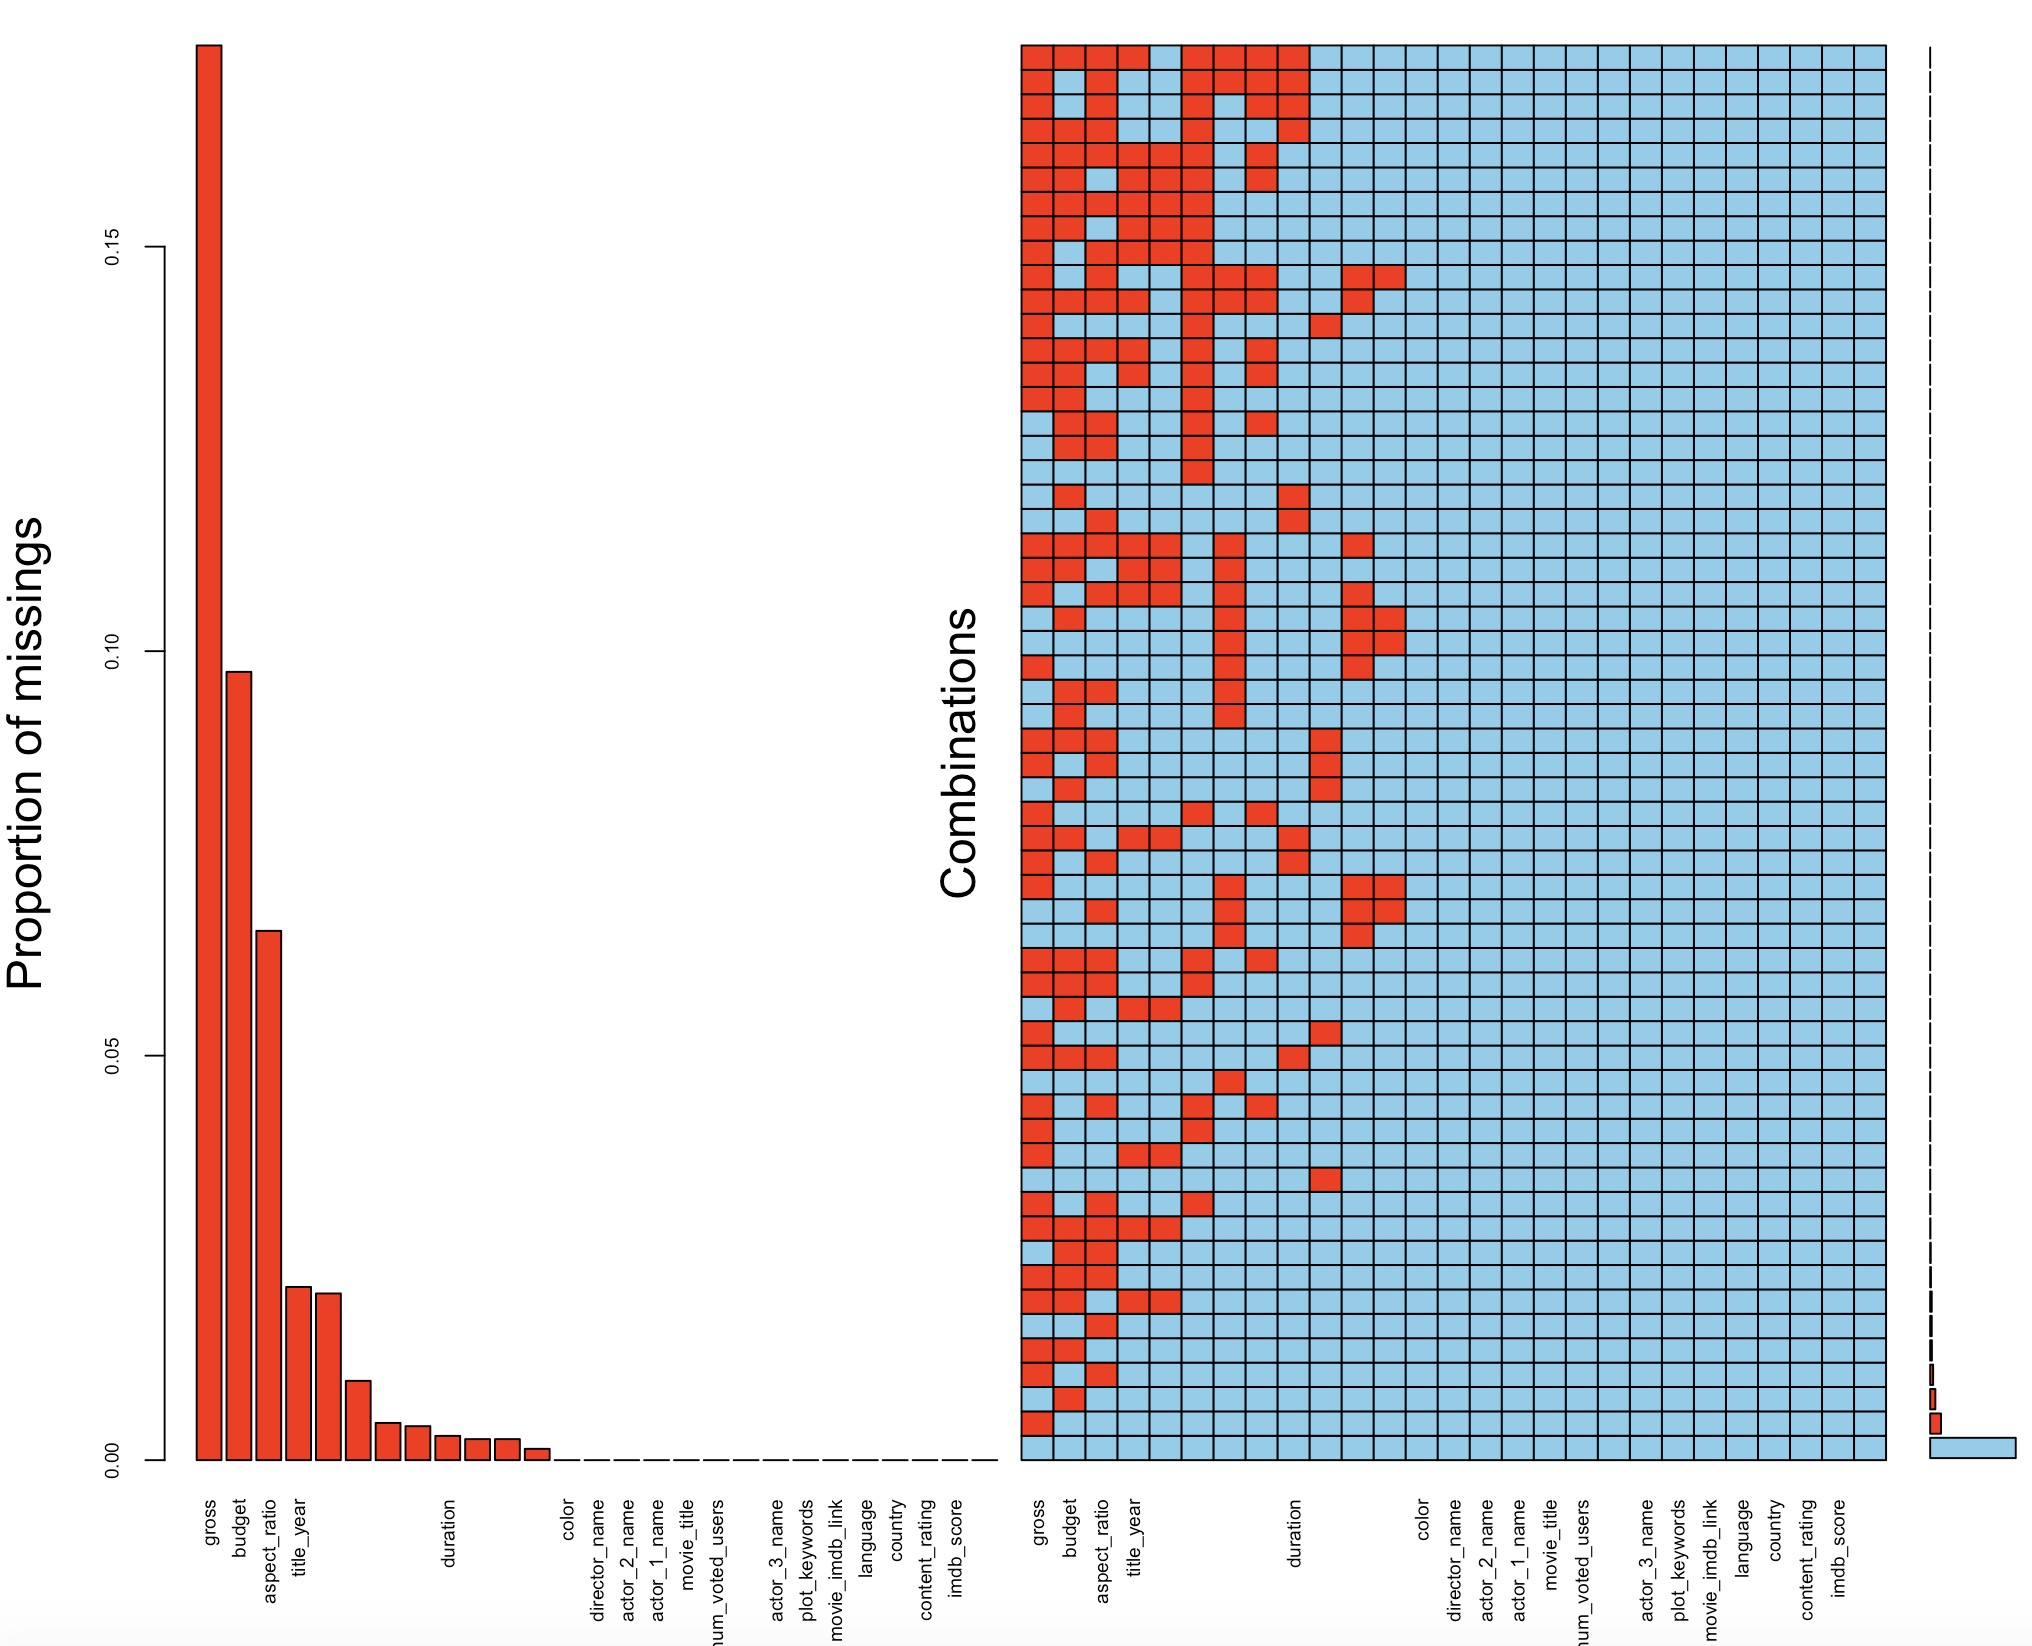 Proportion of missings
0.00
0.05
0.10
0.15
gross
budget
aspect_ratio
title_year
duration
color
director_name
actor_2_name
actor_1_name
movie_title
num_voted_users
actor_3_name
plot_keywords
movie_imdb_link
language
country
content_rating
imdb_score
Combinations
gross
budget
aspect_ratio
title_year
duration
color
director_name
actor_2_name
actor_1_name
movie_title
num_voted_users
actor_3_name
plot_keywords
movie_imdb_link
language
country
content_rating
imdb_score